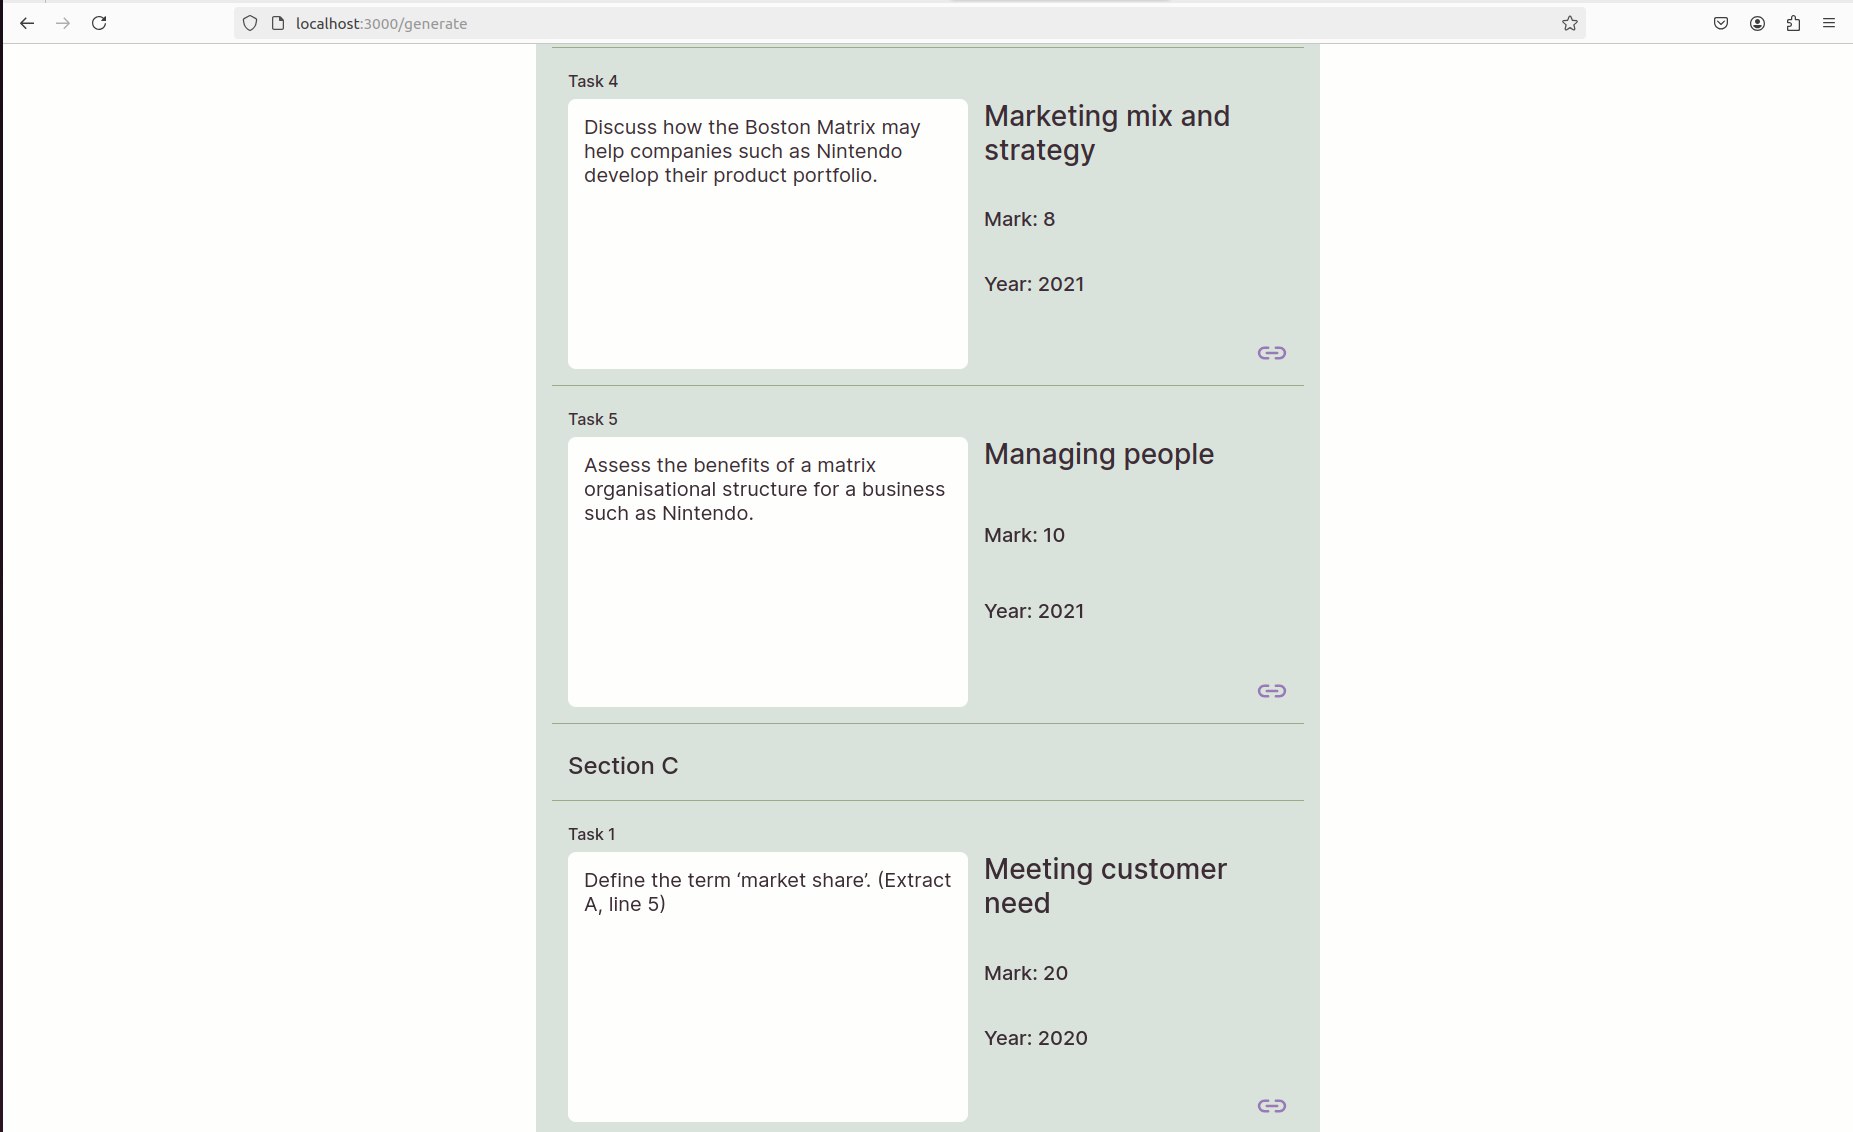 localhost:3000/generate
Task 4
Discuss how the Boston Matrix may
help companies such as Nintendo
develop their product portfolio.
Marketing mix and
strategy
Mark: 8
Year: 2021
Task 5
Assess the benefits of a matrix
organisational structure for a business
such as Nintendo.
Managing people
Mark: 10
Year: 2021
Section C
Task 1
Define the term ‘market share’. (Extract
A, line 5)
Meeting customer
need
Mark: 20
Year: 2020